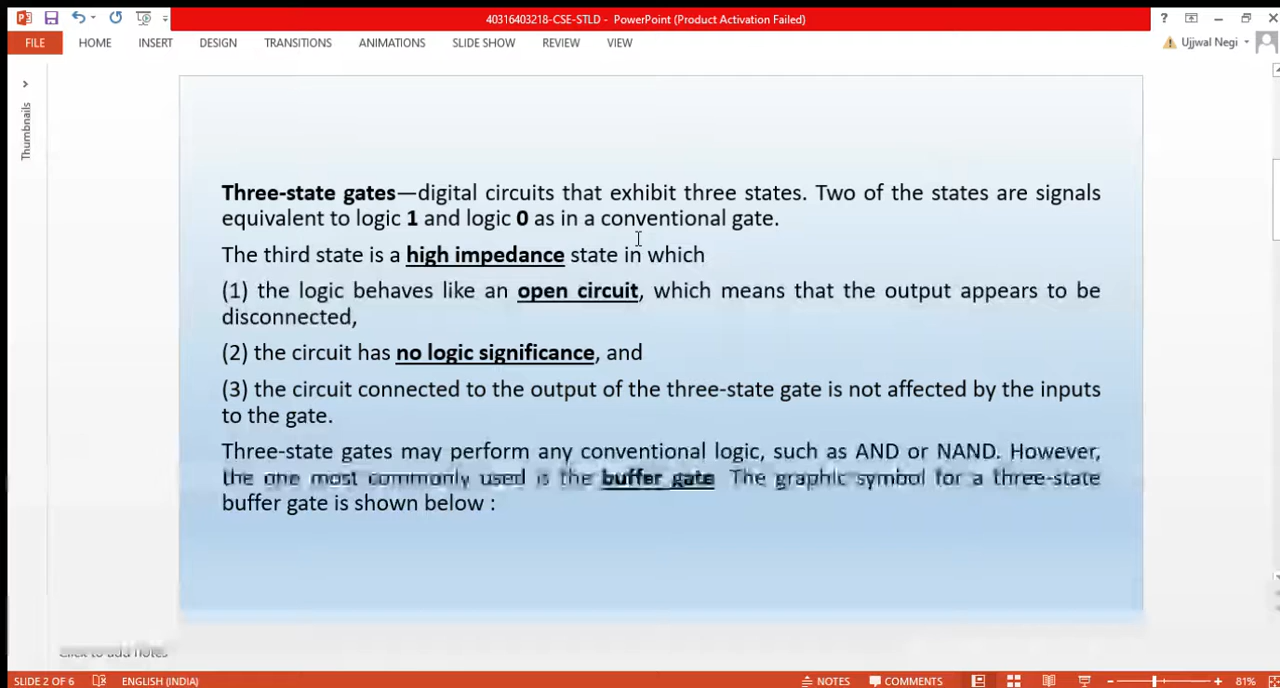 40316403218-CSE-STLD - PowerPoint (Product Activation Failed)
FILE HOME INSERT DESIGN TRANSITIONS ANIMATIONS SLIDE SHOW REVIEW VIEW Ujjwal Negi
Thumbnails
Three-state gates—digital circuits that exhibit three states. Two of the states are signals
equivalent to logic 1 and logic 0 as in a conventional gate.
The third state is a high impedance state in which
(1) the logic behaves like an open circuit, which means that the output appears to be
disconnected,
(2) the circuit has no logic significance, and
(3) the circuit connected to the output of the three-state gate is not affected by the inputs
to the gate.
Three-state gates may perform any conventional logic, such as AND or NAND. However,
the one most commonly used is the buffer gate The graphic symbol for a three-state
buffer gate is shown below :
Click to add notes
SLIDE 2 OF 6 ENGLISH (INDIA) NOTES COMMENTS 81%